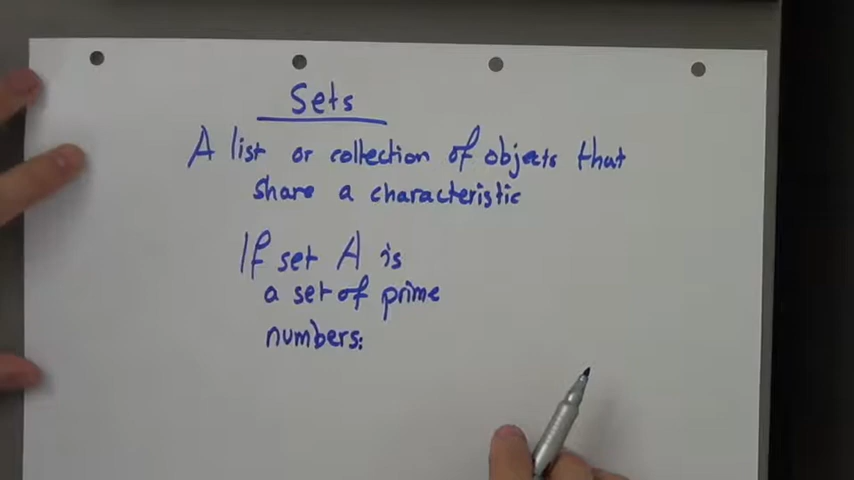 Sets
A list or collection of objects that
share a characteristic
If set A is
a set of prime
numbers: